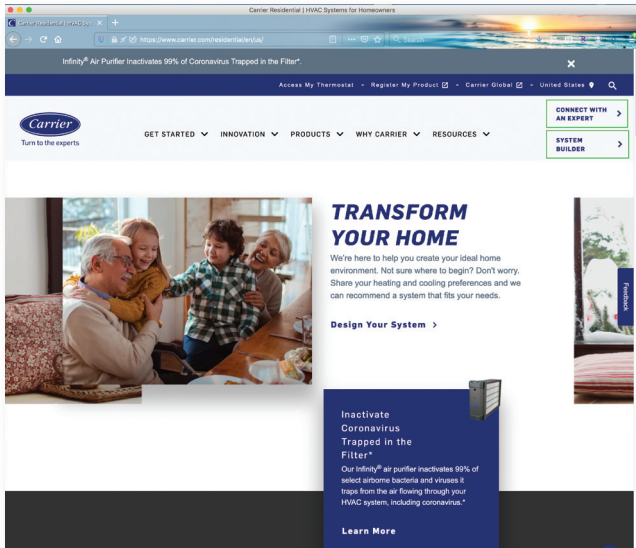 Carrier Residential | HVAC Systems for Homeowners
Carrier Residential | HVAC Sys
https://www.carrier.com/residential/en/us/
Search
Infinity® Air Purifier Inactivates 99% of Coronavirus Trapped in the Filter*.
Access My Thermostat - Register My Product - Carrier Global - United States
Carrier
Turn to the experts
GET STARTED INNOVATION PRODUCTS WHY CARRIER RESOURCES
CONNECT WITH
AN EXPERT
SYSTEM
BUILDER
TRANSFORM
YOUR HOME
We're here to help you create your ideal home
environment. Not sure where to begin? Don't worry.
Share your heating and cooling preferences and we
can recommend a system that fits your needs.
Design Your System
Feedback
Inactivate
Coronavirus
Trapped in the
Filter*
Our Infinity® air purifier inactivates 99% of
select airborne bacteria and viruses it
traps from the air flowing through your
HVAC system, including coronavirus.*
Learn More